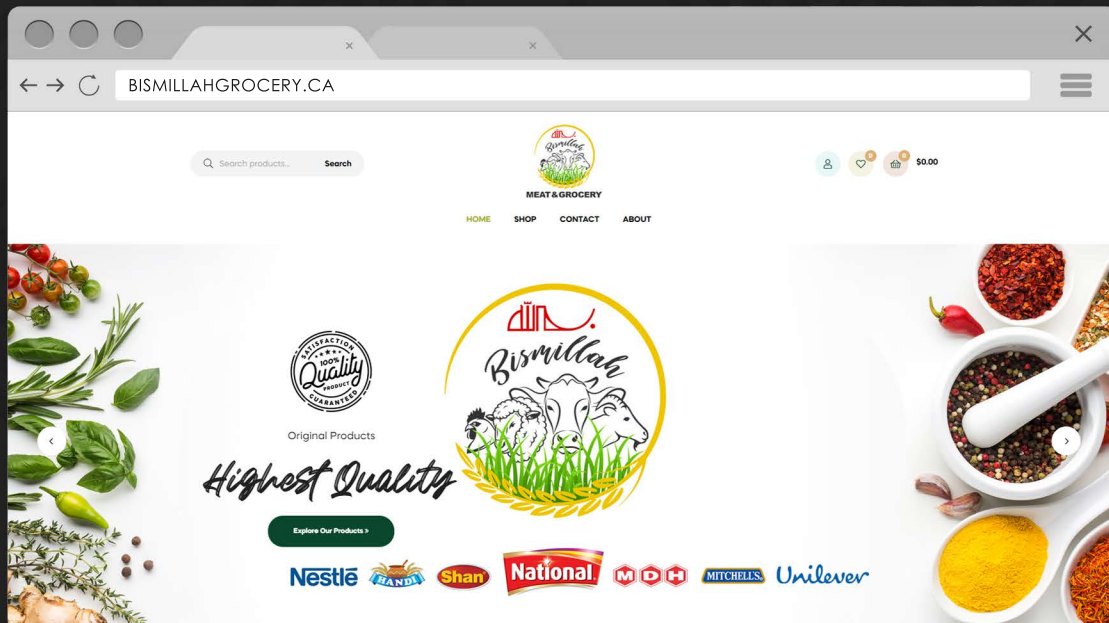 BISMILLAHGROCERY.CA
Search products...
Search
Bismillah
MEAT & GROCERY
0
0
$0.00
HOME
SHOP
CONTACT
ABOUT
SATISFACTION
100%
Quality
PRODUCT
GUARANTEED
Bismillah
Original Products
Highest Quality
Explore Our Products »
Nestlé
HANDI
Shan
National
MDH
MITCHELL'S
Unilever